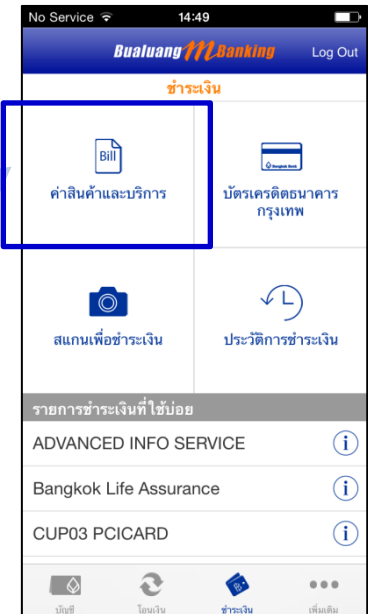 No Service 14:49
Bualuang mBanking Log Out
ชำระเงิน
Bill
ค่าสินค้าและบริการ
Bangkok Bank
บัตรเครดิตธนาคาร
กรุงเทพ
สแกนเพื่อชำระเงิน
ประวัติการชำระเงิน
รายการชำระเงินที่ใช้บ่อย
ADVANCED INFO SERVICE i
Bangkok Life Assurance i
CUP03 PCICARD i
บัญชี โอนเงิน ชำระเงิน เพิ่มเติม